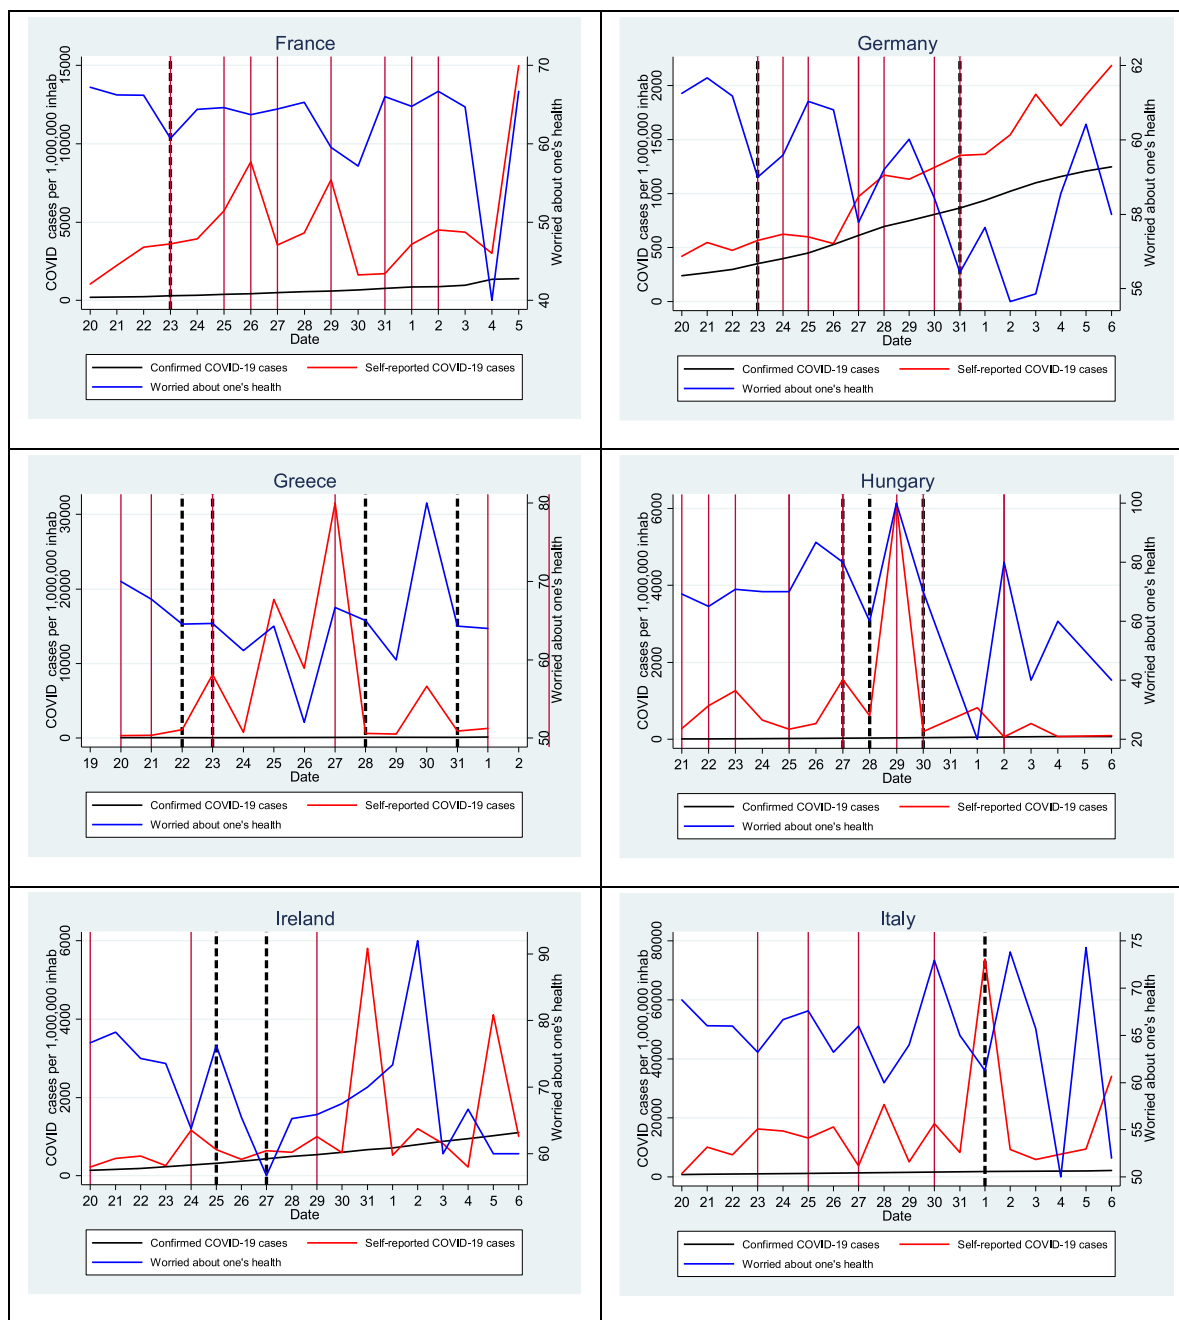 France
COVID cases per 1,000,000 inhab
0 5000 10000 15000
40 50 60 70
Worried about one's health
20 21 22 23 24 25 26 27 28 29 30 31 1 2 3 4 5
Date
Confirmed COVID-19 cases Self-reported COVID-19 cases
Worried about one's health
Germany
COVID cases per 1,000,000 inhab
0 500 1000 1500 2000
56 58 60 62
Worried about one's health
20 21 22 23 24 25 26 27 28 29 30 31 1 2 3 4 5 6
Date
Confirmed COVID-19 cases Self-reported COVID-19 cases
Worried about one's health
Greece
COVID cases per 1,000,000 inhab
0 10000 20000 30000
50 60 70 80
Worried about one's health
19 20 21 22 23 24 25 26 27 28 29 30 31 1 2
Date
Confirmed COVID-19 cases Self-reported COVID-19 cases
Worried about one's health
Hungary
COVID cases per 1,000,000 inhab
0 2000 4000 6000
20 40 60 80 100
Worried about one's health
21 22 23 24 25 26 27 28 29 30 1 2 3 4 5 6
Date
Confirmed COVID-19 cases Self-reported COVID-19 cases
Worried about one's health
Ireland
COVID cases per 1,000,000 inhab
0 2000 4000 6000
60 70 80 90
Worried about one's health
20 21 22 23 24 25 26 27 28 29 30 31 1 2 3 4 5 6
Date
Confirmed COVID-19 cases Self-reported COVID-19 cases
Worried about one's health
Italy
COVID cases per 1,000,000 inhab
0 20000 40000 60000 80000
50 55 60 65 70 75
Worried about one's health
20 21 22 23 24 25 26 27 28 29 30 31 1 2 3 4 5 6
Date
Confirmed COVID-19 cases Self-reported COVID-19 cases
Worried about one's health